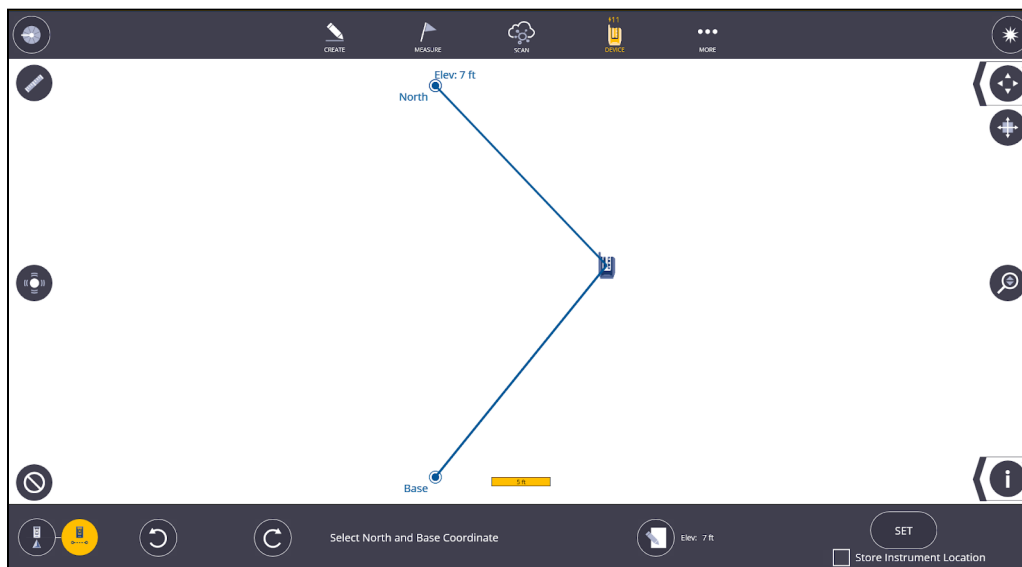 +11
CREATE
MEASURE
SCAN
DEVICE
MORE
Elev: 7 ft
North
Base
5 ft
Select North and Base Coordinate
Elev: 7 ft
SET
Store Instrument Location